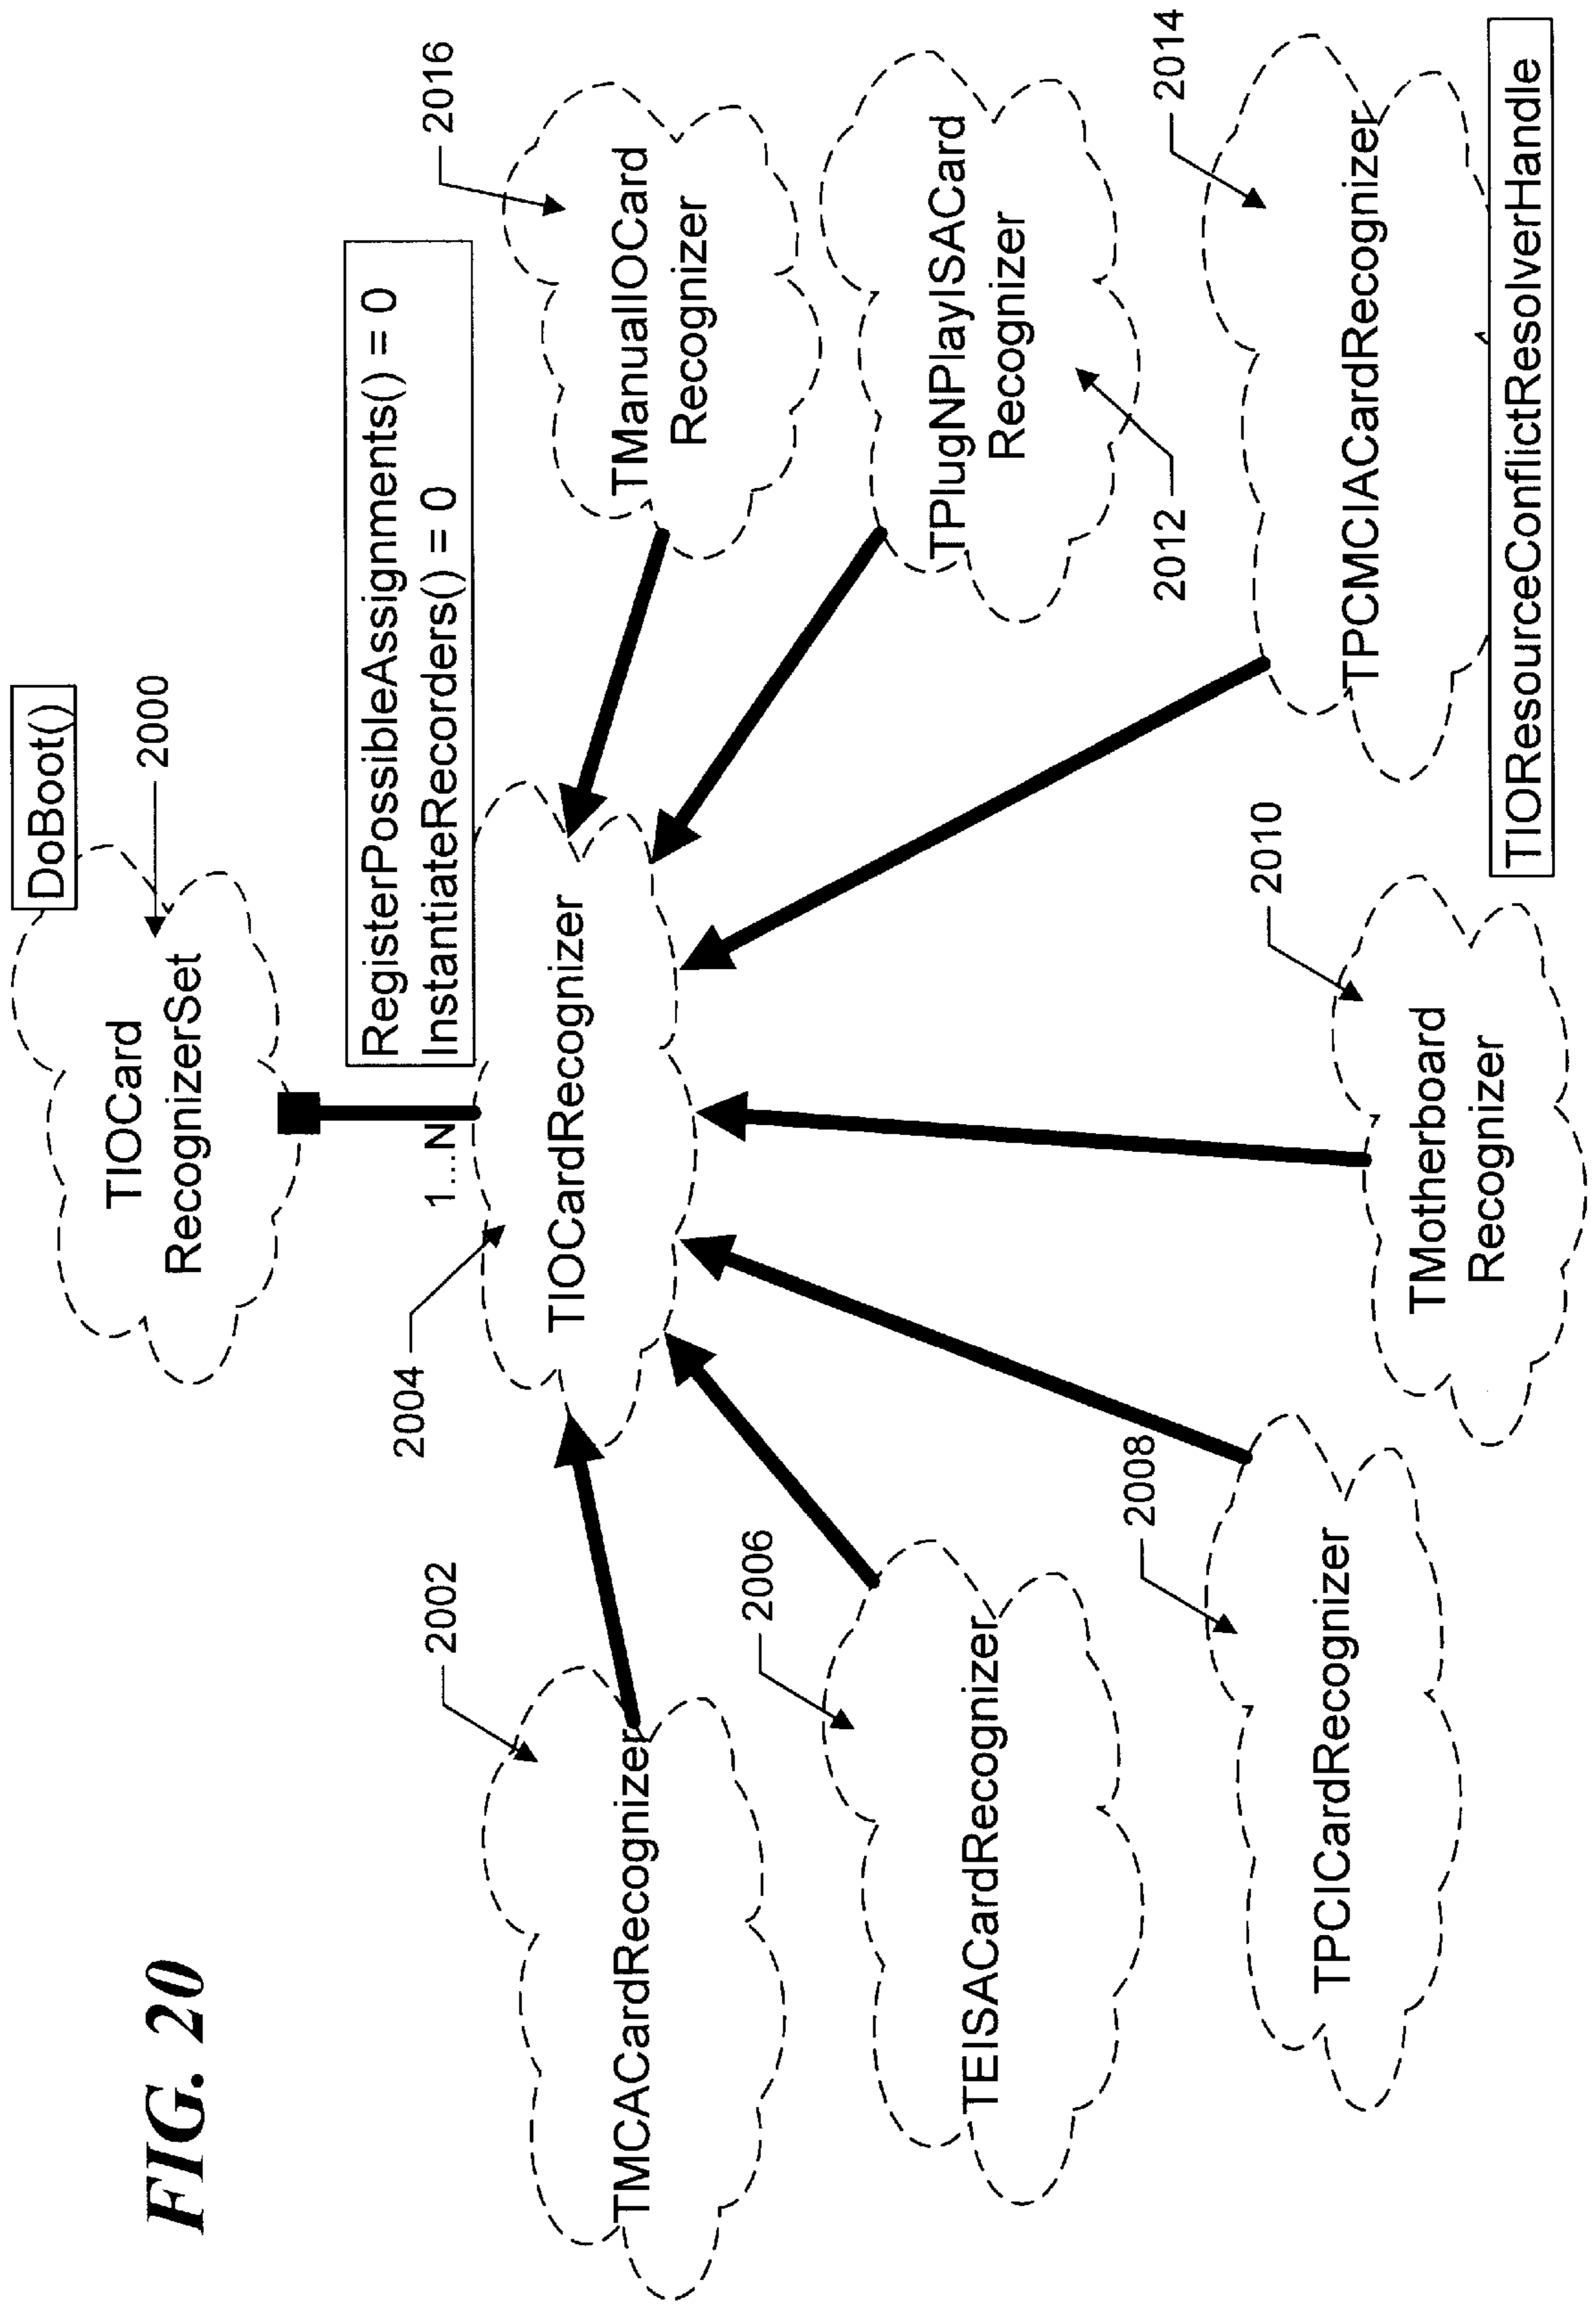 FIG. 20
DoBoot()
TIOCard
RecognizerSet
2000
RegisterPossibleAssignments() = 0
InstantiateRecorders() = 0
1...N
2004
TIOCardRecognizer
2002
TMCACardRecognizer
2016
TManualIOCard
Recognizer
2006
TEISACardRecognizer
TPlugNPlayISACard
Recognizer
2012
2008
TPCICardRecognizer
2010
TMotherboard
Recognizer
2014
TPCMCIACardRecognizer
TIOResourceConflictResolverHandle